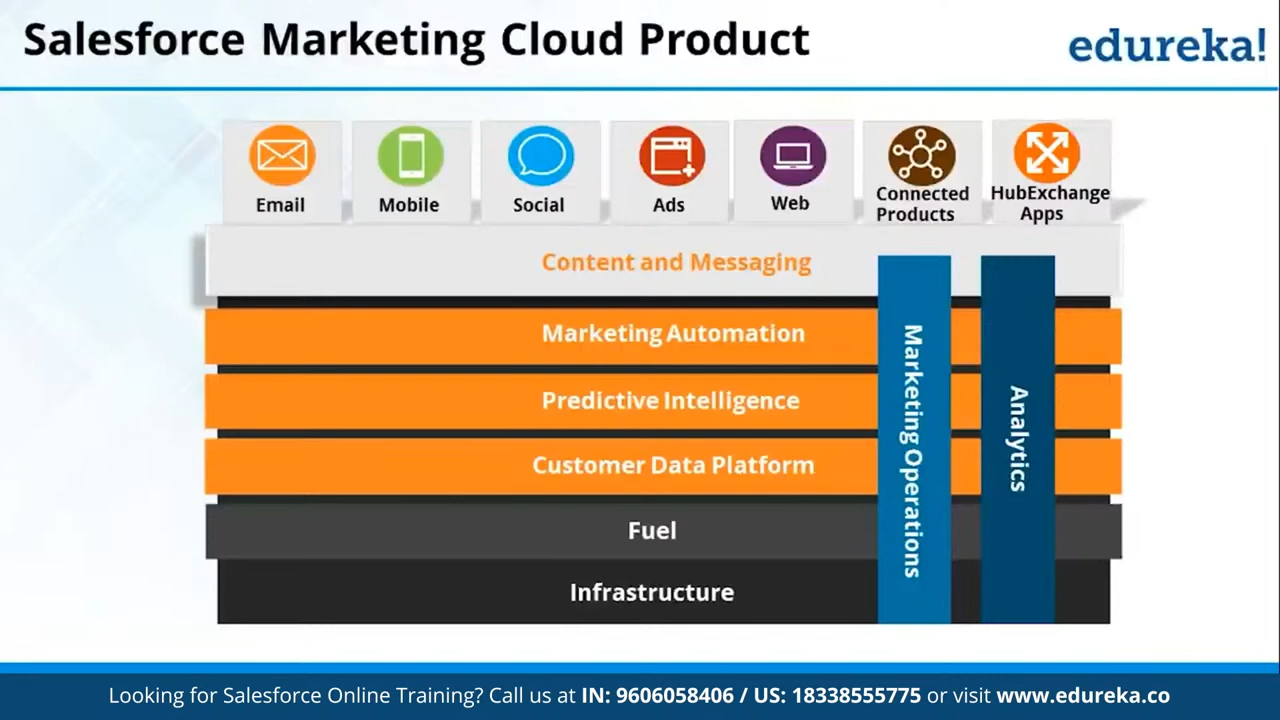 Salesforce Marketing Cloud Product
edureka!
Email
Mobile
Social
Ads
Web
Connected
Products
HubExchange
Apps
Content and Messaging
Marketing Automation
Predictive Intelligence
Customer Data Platform
Fuel
Infrastructure
Marketing Operations
Analytics
Looking for Salesforce Online Training? Call us at IN: 9606058406 / US: 18338555775 or visit www.edureka.co